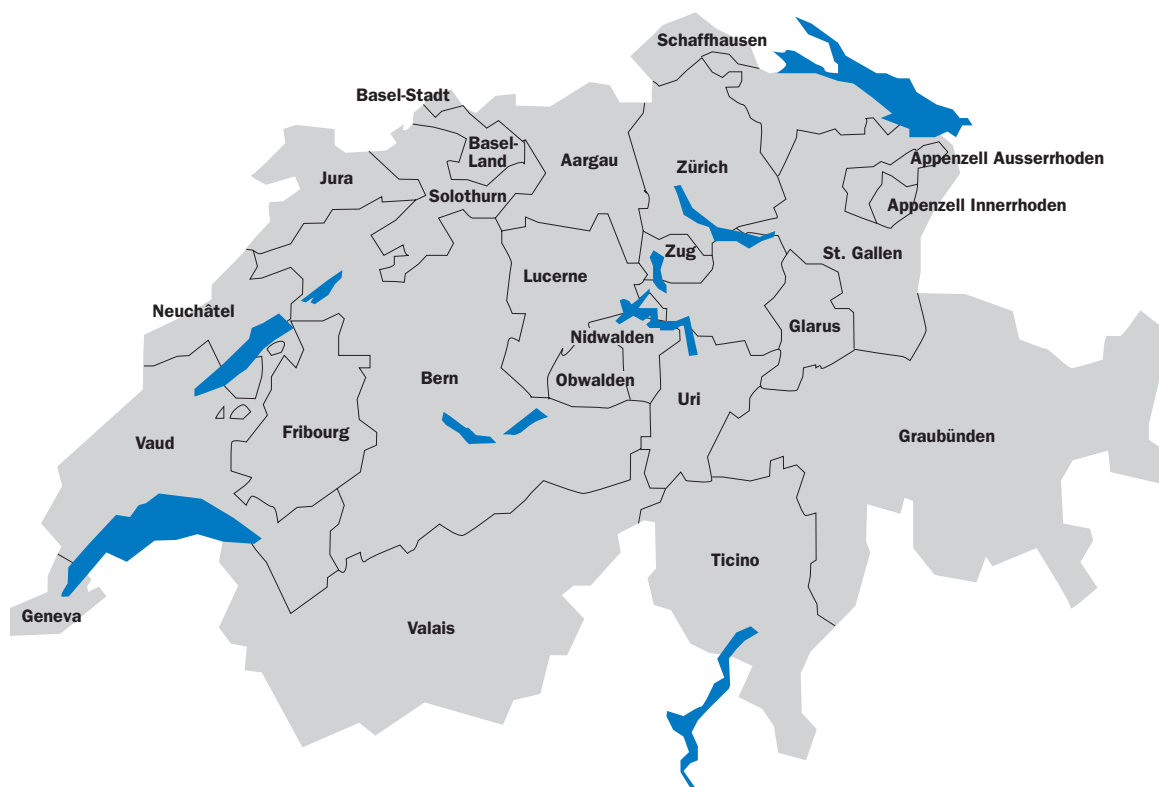 Schaffhausen
Basel-Stadt
Basel-
Land
Aargau
Zürich
Appenzell Ausserrhoden
Jura
Solothurn
Appenzell Innerrhoden
Zug
St. Gallen
Lucerne
Neuchâtel
Glarus
Nidwalden
Bern
Obwalden
Uri
Fribourg
Graubünden
Vaud
Ticino
Geneva
Valais